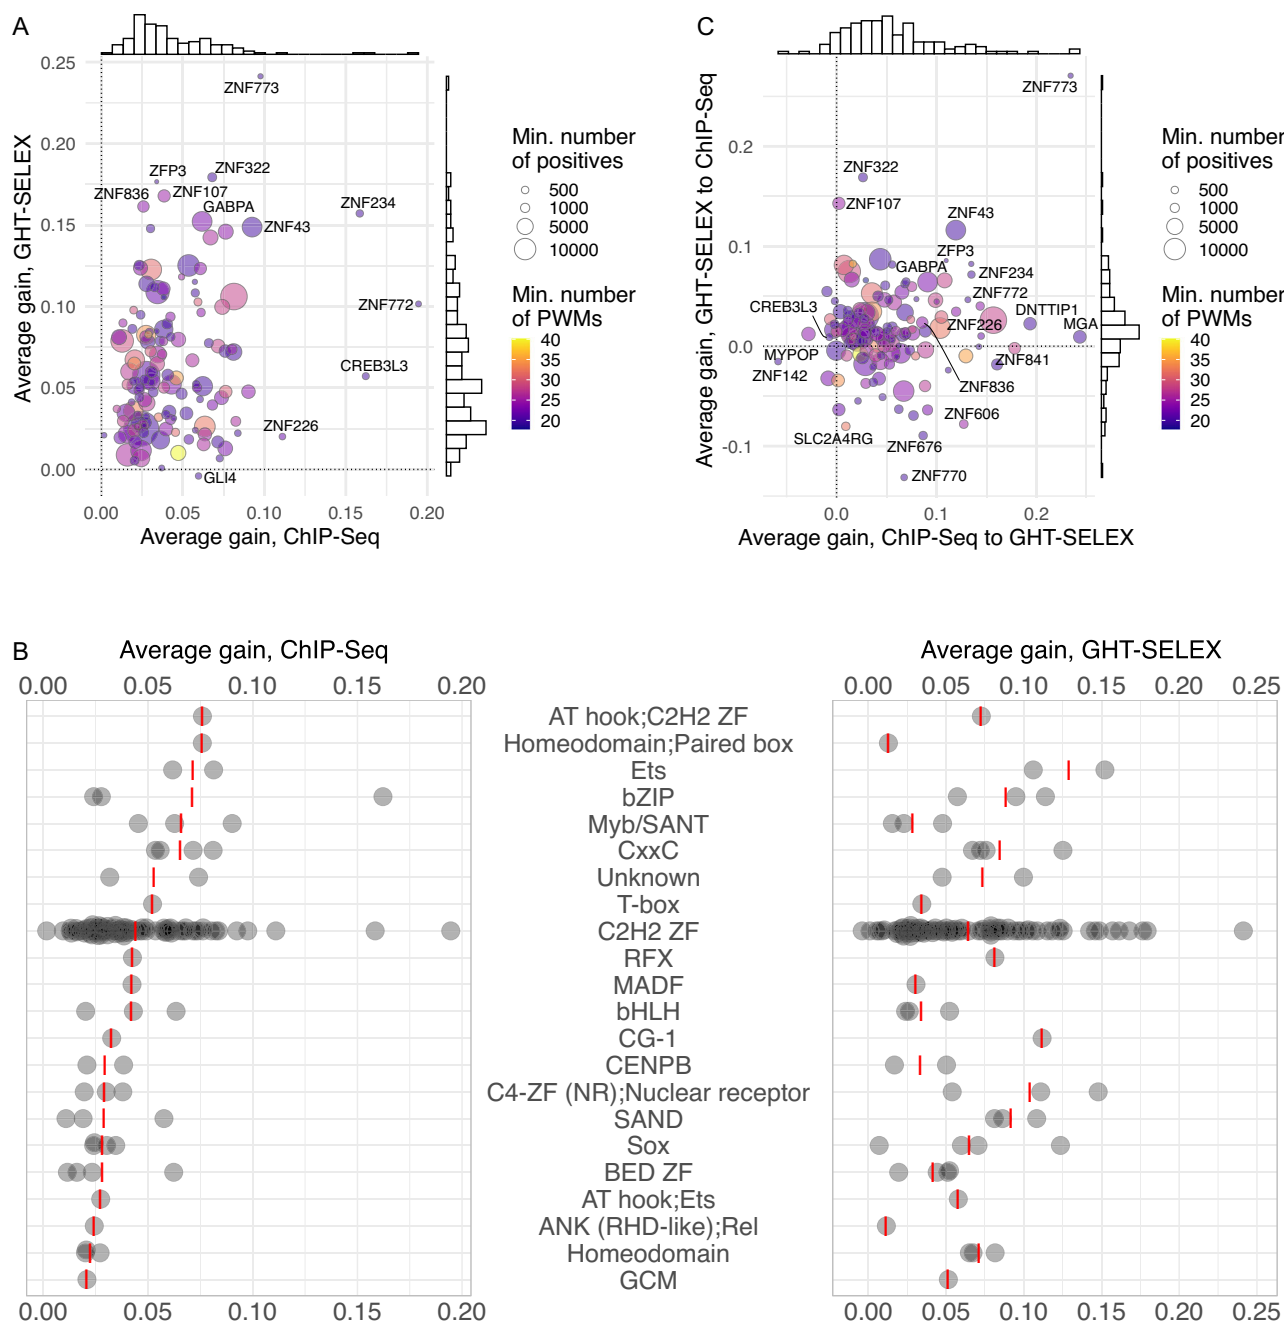 A
0.25
0.20
0.15
0.10
0.05
0.00
Average gain, GHT-SELEX
ZNF773
ZFP3
ZNF322
ZNF836
ZNF107
GABPA
ZNF43
ZNF234
ZNF772
CREB3L3
ZNF226
GLI4
0.00
0.05
0.10
0.15
0.20
Average gain, ChIP-Seq
Min. number
of positives
500
1000
5000
10000
Min. number
of PWMs
40
35
30
25
20
C
0.2
0.1
0.0
-0.1
Average gain, GHT-SELEX to ChIP-Seq
ZNF773
ZNF322
ZNF107
ZNF43
ZFP3
GABPA
ZNF234
ZNF772
CREB3L3
DNTTIP1
ZNF226
MGA
MYPOP
ZNF841
ZNF142
ZNF836
ZNF606
SLC2A4RG
ZNF676
ZNF770
0.0
0.1
0.2
Average gain, ChIP-Seq to GHT-SELEX
Min. number
of positives
500
1000
5000
10000
Min. number
of PWMs
40
35
30
25
20
B
Average gain, ChIP-Seq
0.00 0.05 0.10 0.15 0.20
Average gain, GHT-SELEX
0.00 0.05 0.10 0.15 0.20 0.25
AT hook;C2H2 ZF
Homeodomain;Paired box
Ets
bZIP
Myb/SANT
CxxC
Unknown
T-box
C2H2 ZF
RFX
MADF
bHLH
CG-1
CENPB
C4-ZF (NR);Nuclear receptor
SAND
Sox
BED ZF
AT hook;Ets
ANK (RHD-like);Rel
Homeodomain
GCM
0.00 0.05 0.10 0.15 0.20
0.00 0.05 0.10 0.15 0.20 0.25